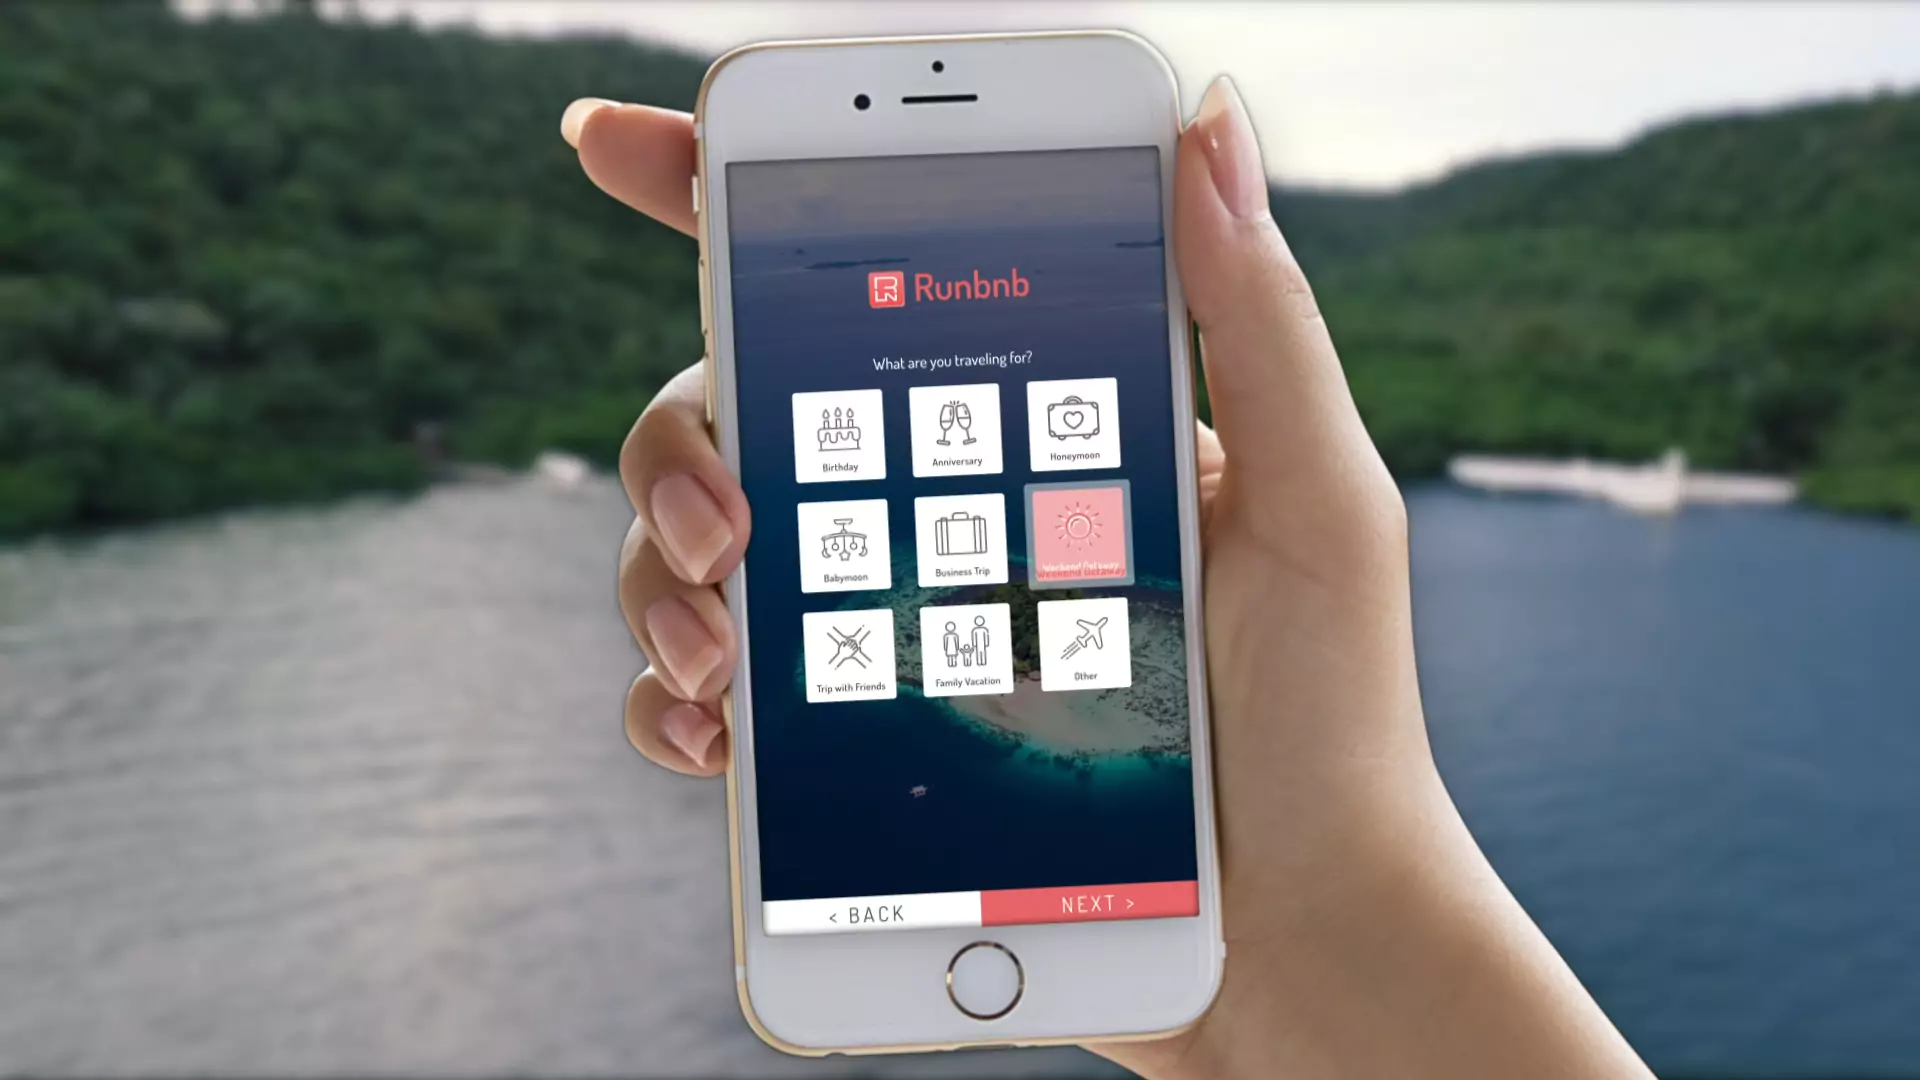 Runbnb
What are you traveling for?
Birthday
Anniversary
Honeymoon
Babymoon
Business Trip
Weekend Getaway
Trip with Friends
Family Vacation
Other
< BACK
NEXT >